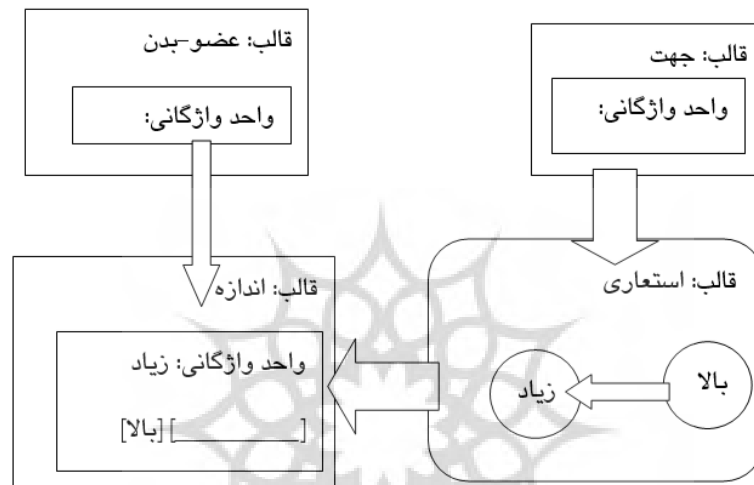 قالب: جهت
واحد واژگانی:
قالب: عضو-بدن
واحد واژگانی:
قالب: استعاری
بالا
زیاد
قالب: اندازه
واحد واژگانی: زیاد
[__________] [بالا]